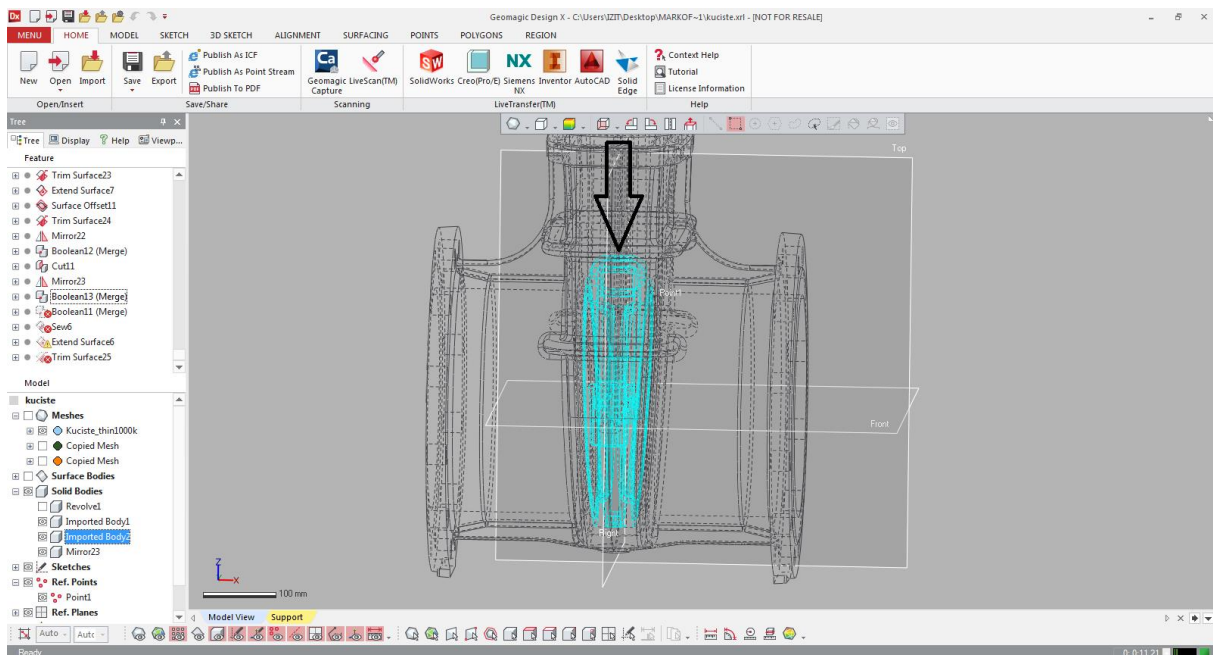 Geomagic Design X - C:\Users\IZIT\Desktop\MARKOF~1\kuciste.xrl - [NOT FOR RESALE]
MENU HOME MODEL SKETCH 3D SKETCH ALIGNMENT SURFACING POINTS POLYGONS REGION
New Open Import Save Export
Publish As ICF
Publish As Point Stream
Publish To PDF
Geomagic LiveScan(TM)
Capture
SolidWorks Creo(Pro/E) Siemens NX Inventor AutoCAD Solid Edge
Context Help
Tutorial
License Information
Open/Insert Save/Share Scanning LiveTransfer(TM) Help
Tree
Tree Display Help Viewp...
Feature
Trim Surface23
Extend Surface7
Surface Offset11
Trim Surface24
Mirror22
Boolean12 (Merge)
Cut11
Mirror23
Boolean13 (Merge)
Boolean11 (Merge)
Sew6
Extend Surface6
Trim Surface25
Model
kuciste
Meshes
Kuciste_thin1000k
Copied Mesh
Copied Mesh
Surface Bodies
Solid Bodies
Revolve1
Imported Body1
Imported Body2
Mirror23
Sketches
Ref. Points
Point1
Ref. Planes
Top
Point1
Front
Right
Z
X
100 mm
Model View Support
Auto Auto
Ready
0: 0:11.21